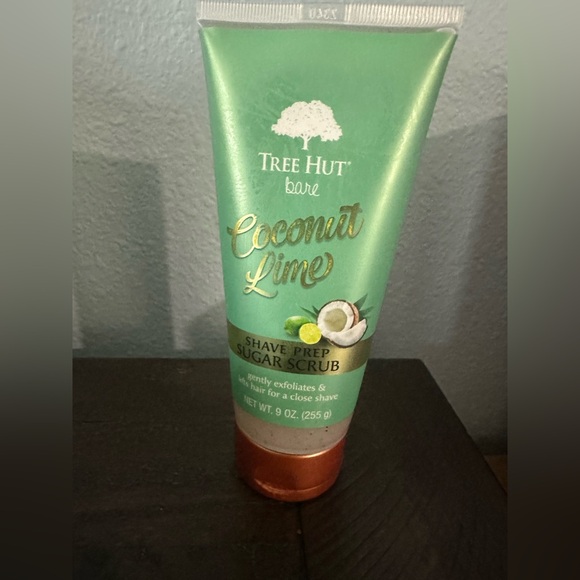 TREE HUT®
bare
Coconut
Lime
SHAVE PREP
SUGAR SCRUB
gently exfoliates &
lifts hair for a close shave
NET WT. 9 OZ. (255 g)